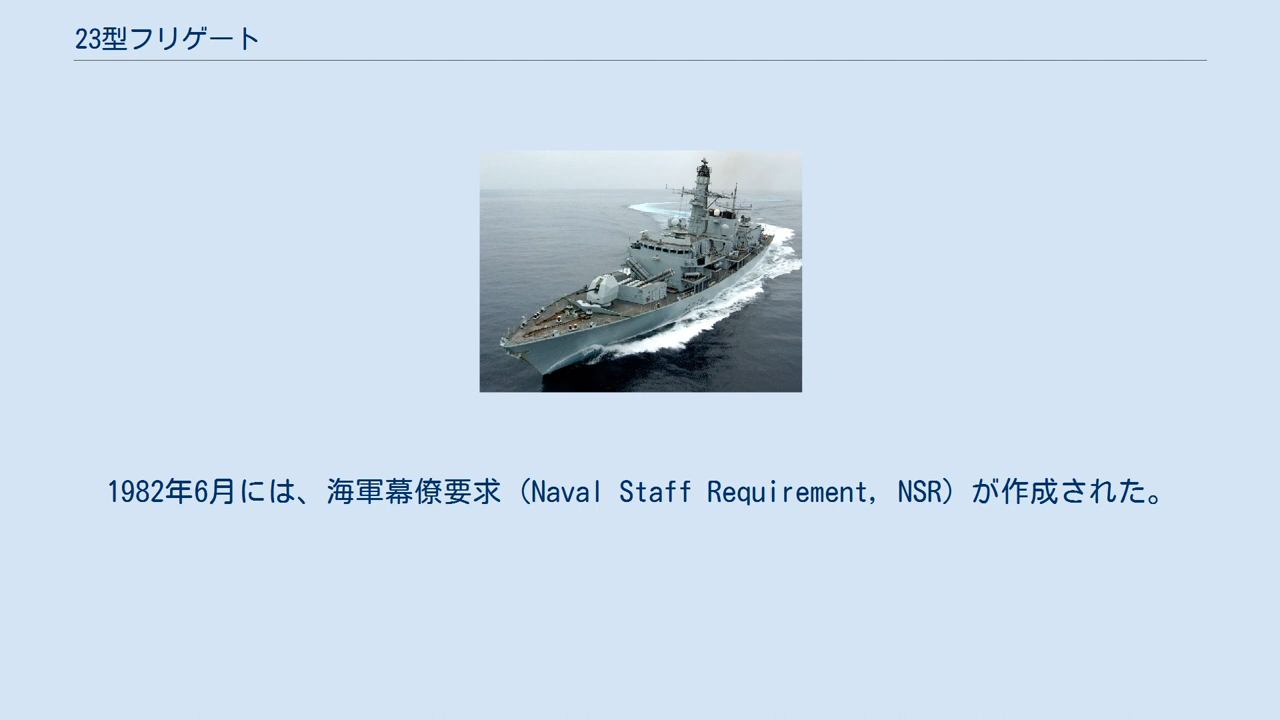 23型フリゲート
1982年6月には、海軍幕僚要求（Naval Staff Requirement, NSR）が作成された。